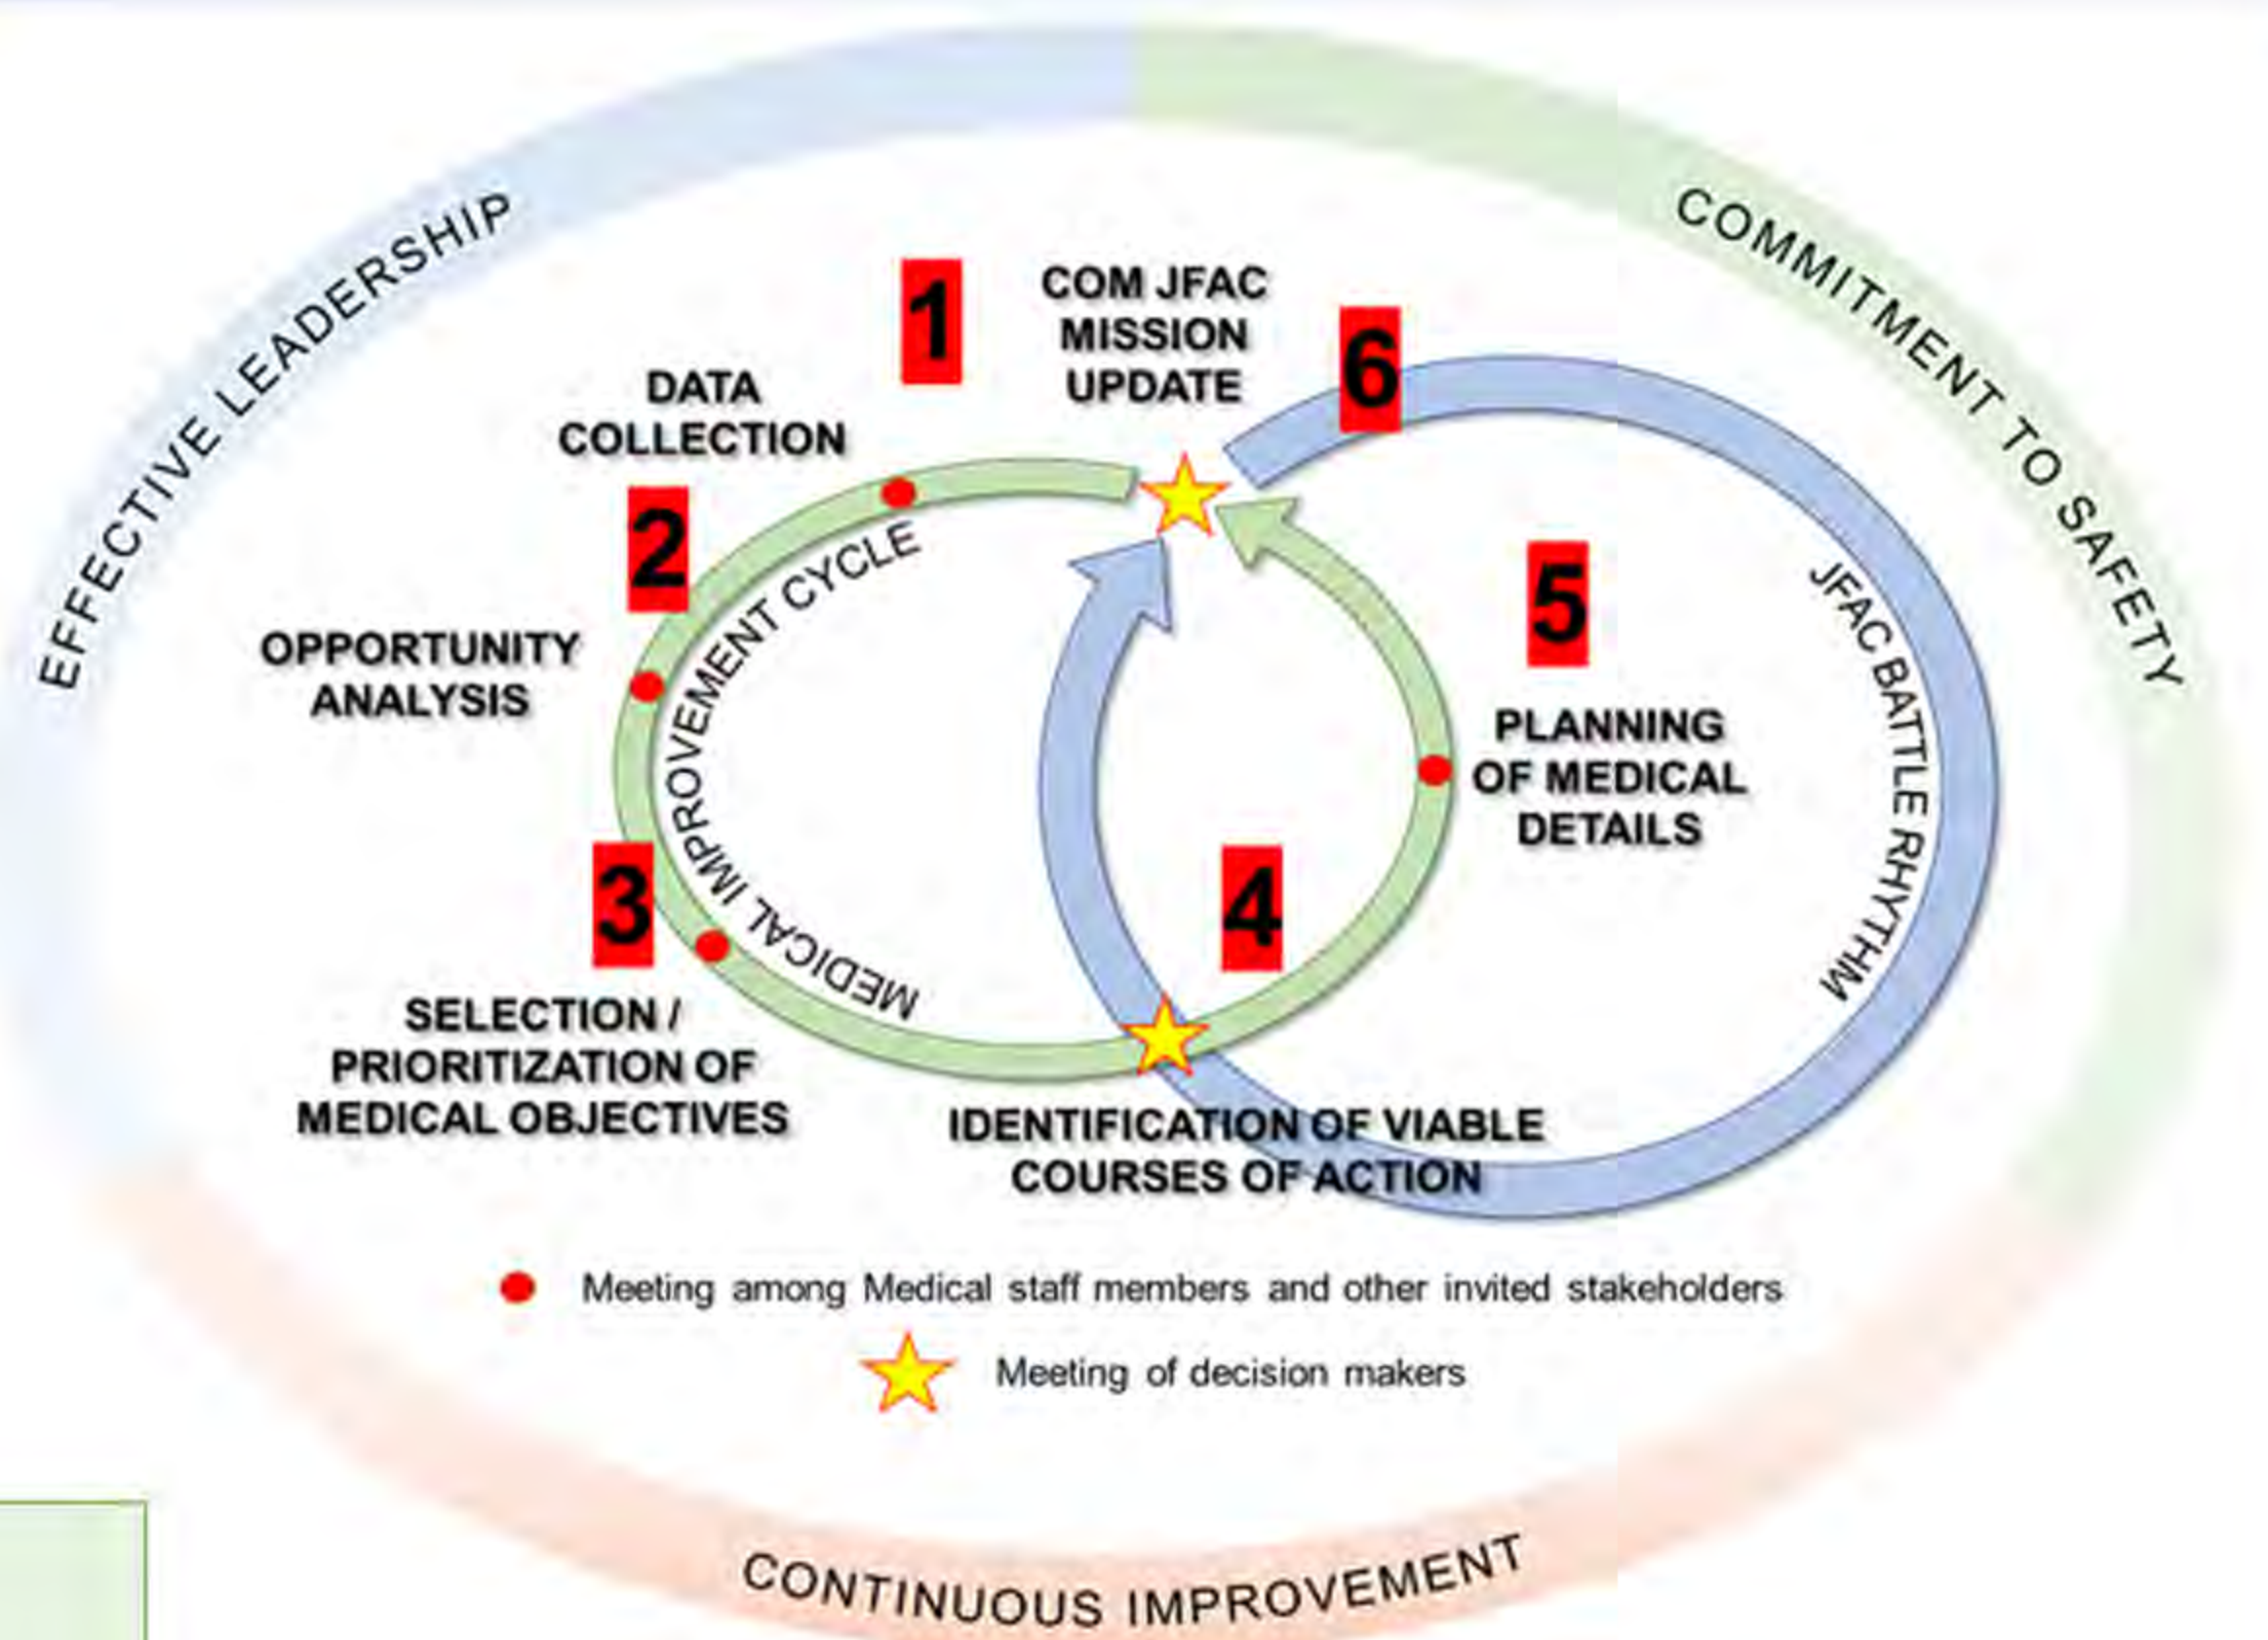 EFFECTIVE LEADERSHIP
COMMITMENT TO SAFETY
1
COM JFAC
MISSION
UPDATE
6
DATA
COLLECTION
2
MEDICAL IMPROVEMENT CYCLE
5
JFAC BATTLE RHYTHM
OPPORTUNITY
ANALYSIS
PLANNING
OF MEDICAL
DETAILS
3
4
SELECTION /
PRIORITIZATION OF
MEDICAL OBJECTIVES
IDENTIFICATION OF VIABLE
COURSES OF ACTION
Meeting among Medical staff members and other invited stakeholders
Meeting of decision makers
CONTINUOUS IMPROVEMENT